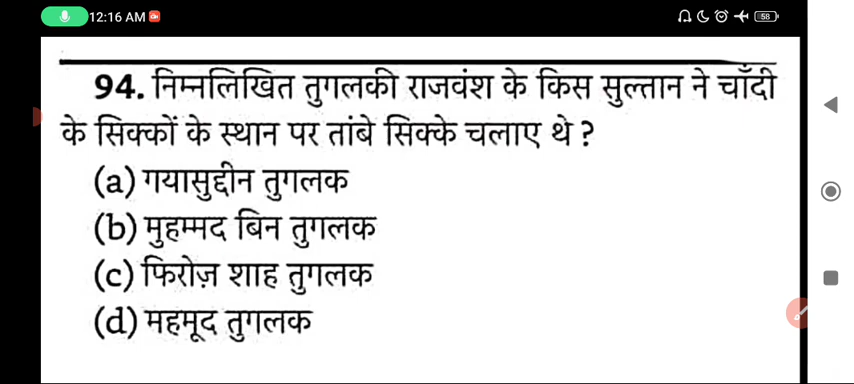 12:16 AM
58
94. निम्नलिखित तुगलकी राजवंश के किस सुल्तान ने चाँदी
के सिक्कों के स्थान पर तांबे सिक्के चलाए थे ?
(a) गयासुद्दीन तुगलक
(b) मुहम्मद बिन तुगलक
(c) फिरोज़ शाह तुगलक
(d) महमूद तुगलक